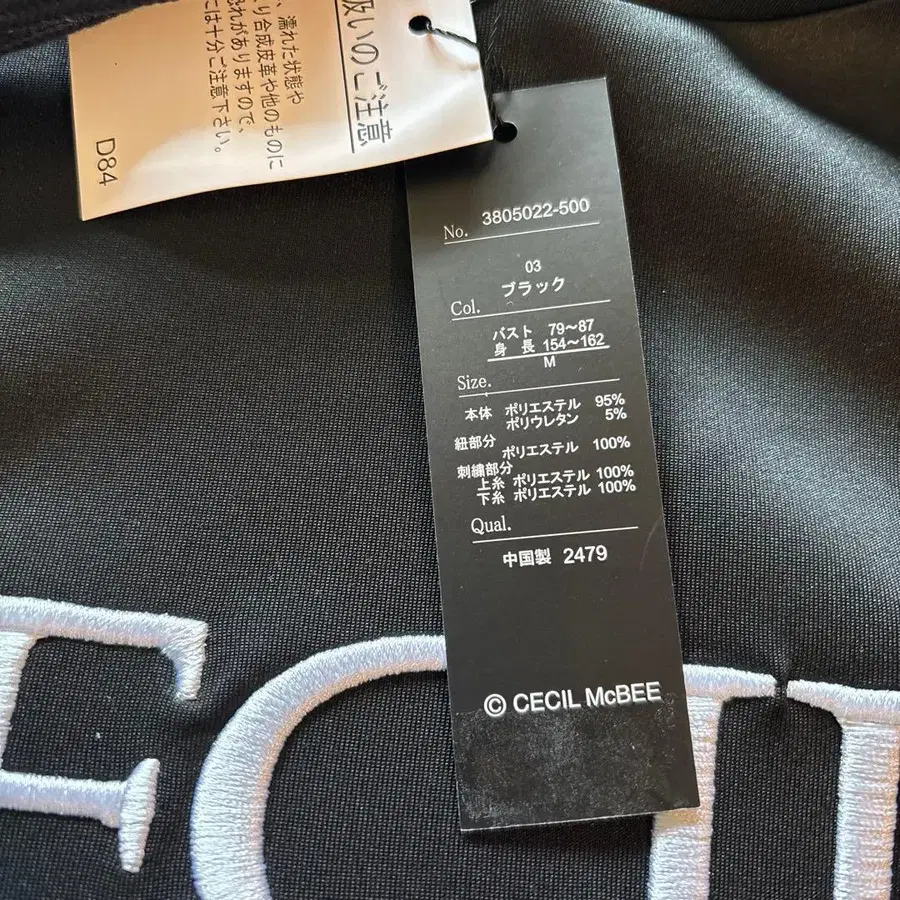 扱いのご注意
、濡れた状態や
り合成皮革や他のものに
恐れがありますので、
には十分ご注意下さい。
D84
No. 3805022-500
03
Col. ブラック
バスト 79〜87
身長 154〜162
M
Size.
本体 ポリエステル 95%
ポリウレタン 5%
紐部分
ポリエステル 100%
刺繍部分
上糸 ポリエステル 100%
下糸 ポリエステル 100%
Qual.
中国製 2479
© CECIL McBEE
ECI